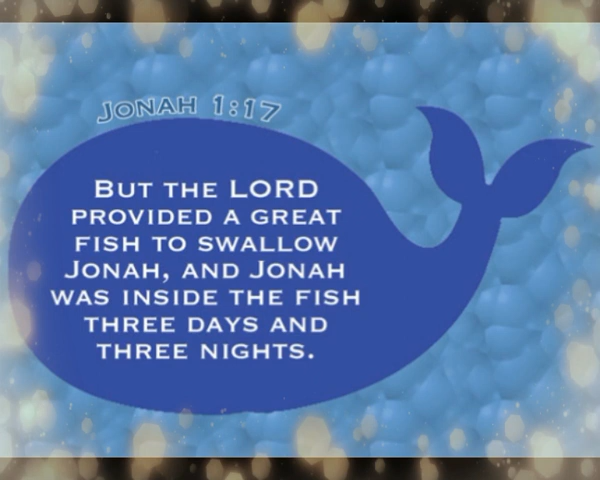 JONAH 1:17
BUT THE LORD
PROVIDED A GREAT
FISH TO SWALLOW
JONAH, AND JONAH
WAS INSIDE THE FISH
THREE DAYS AND
THREE NIGHTS.